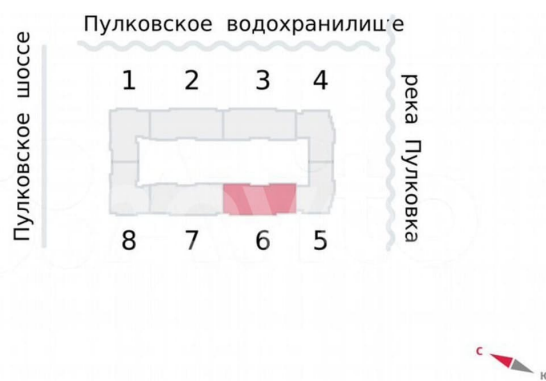 Пулковское водохранилище
Пулковское шоссе
1 2 3 4
река Пулковка
8 7 6 5
С
Ю